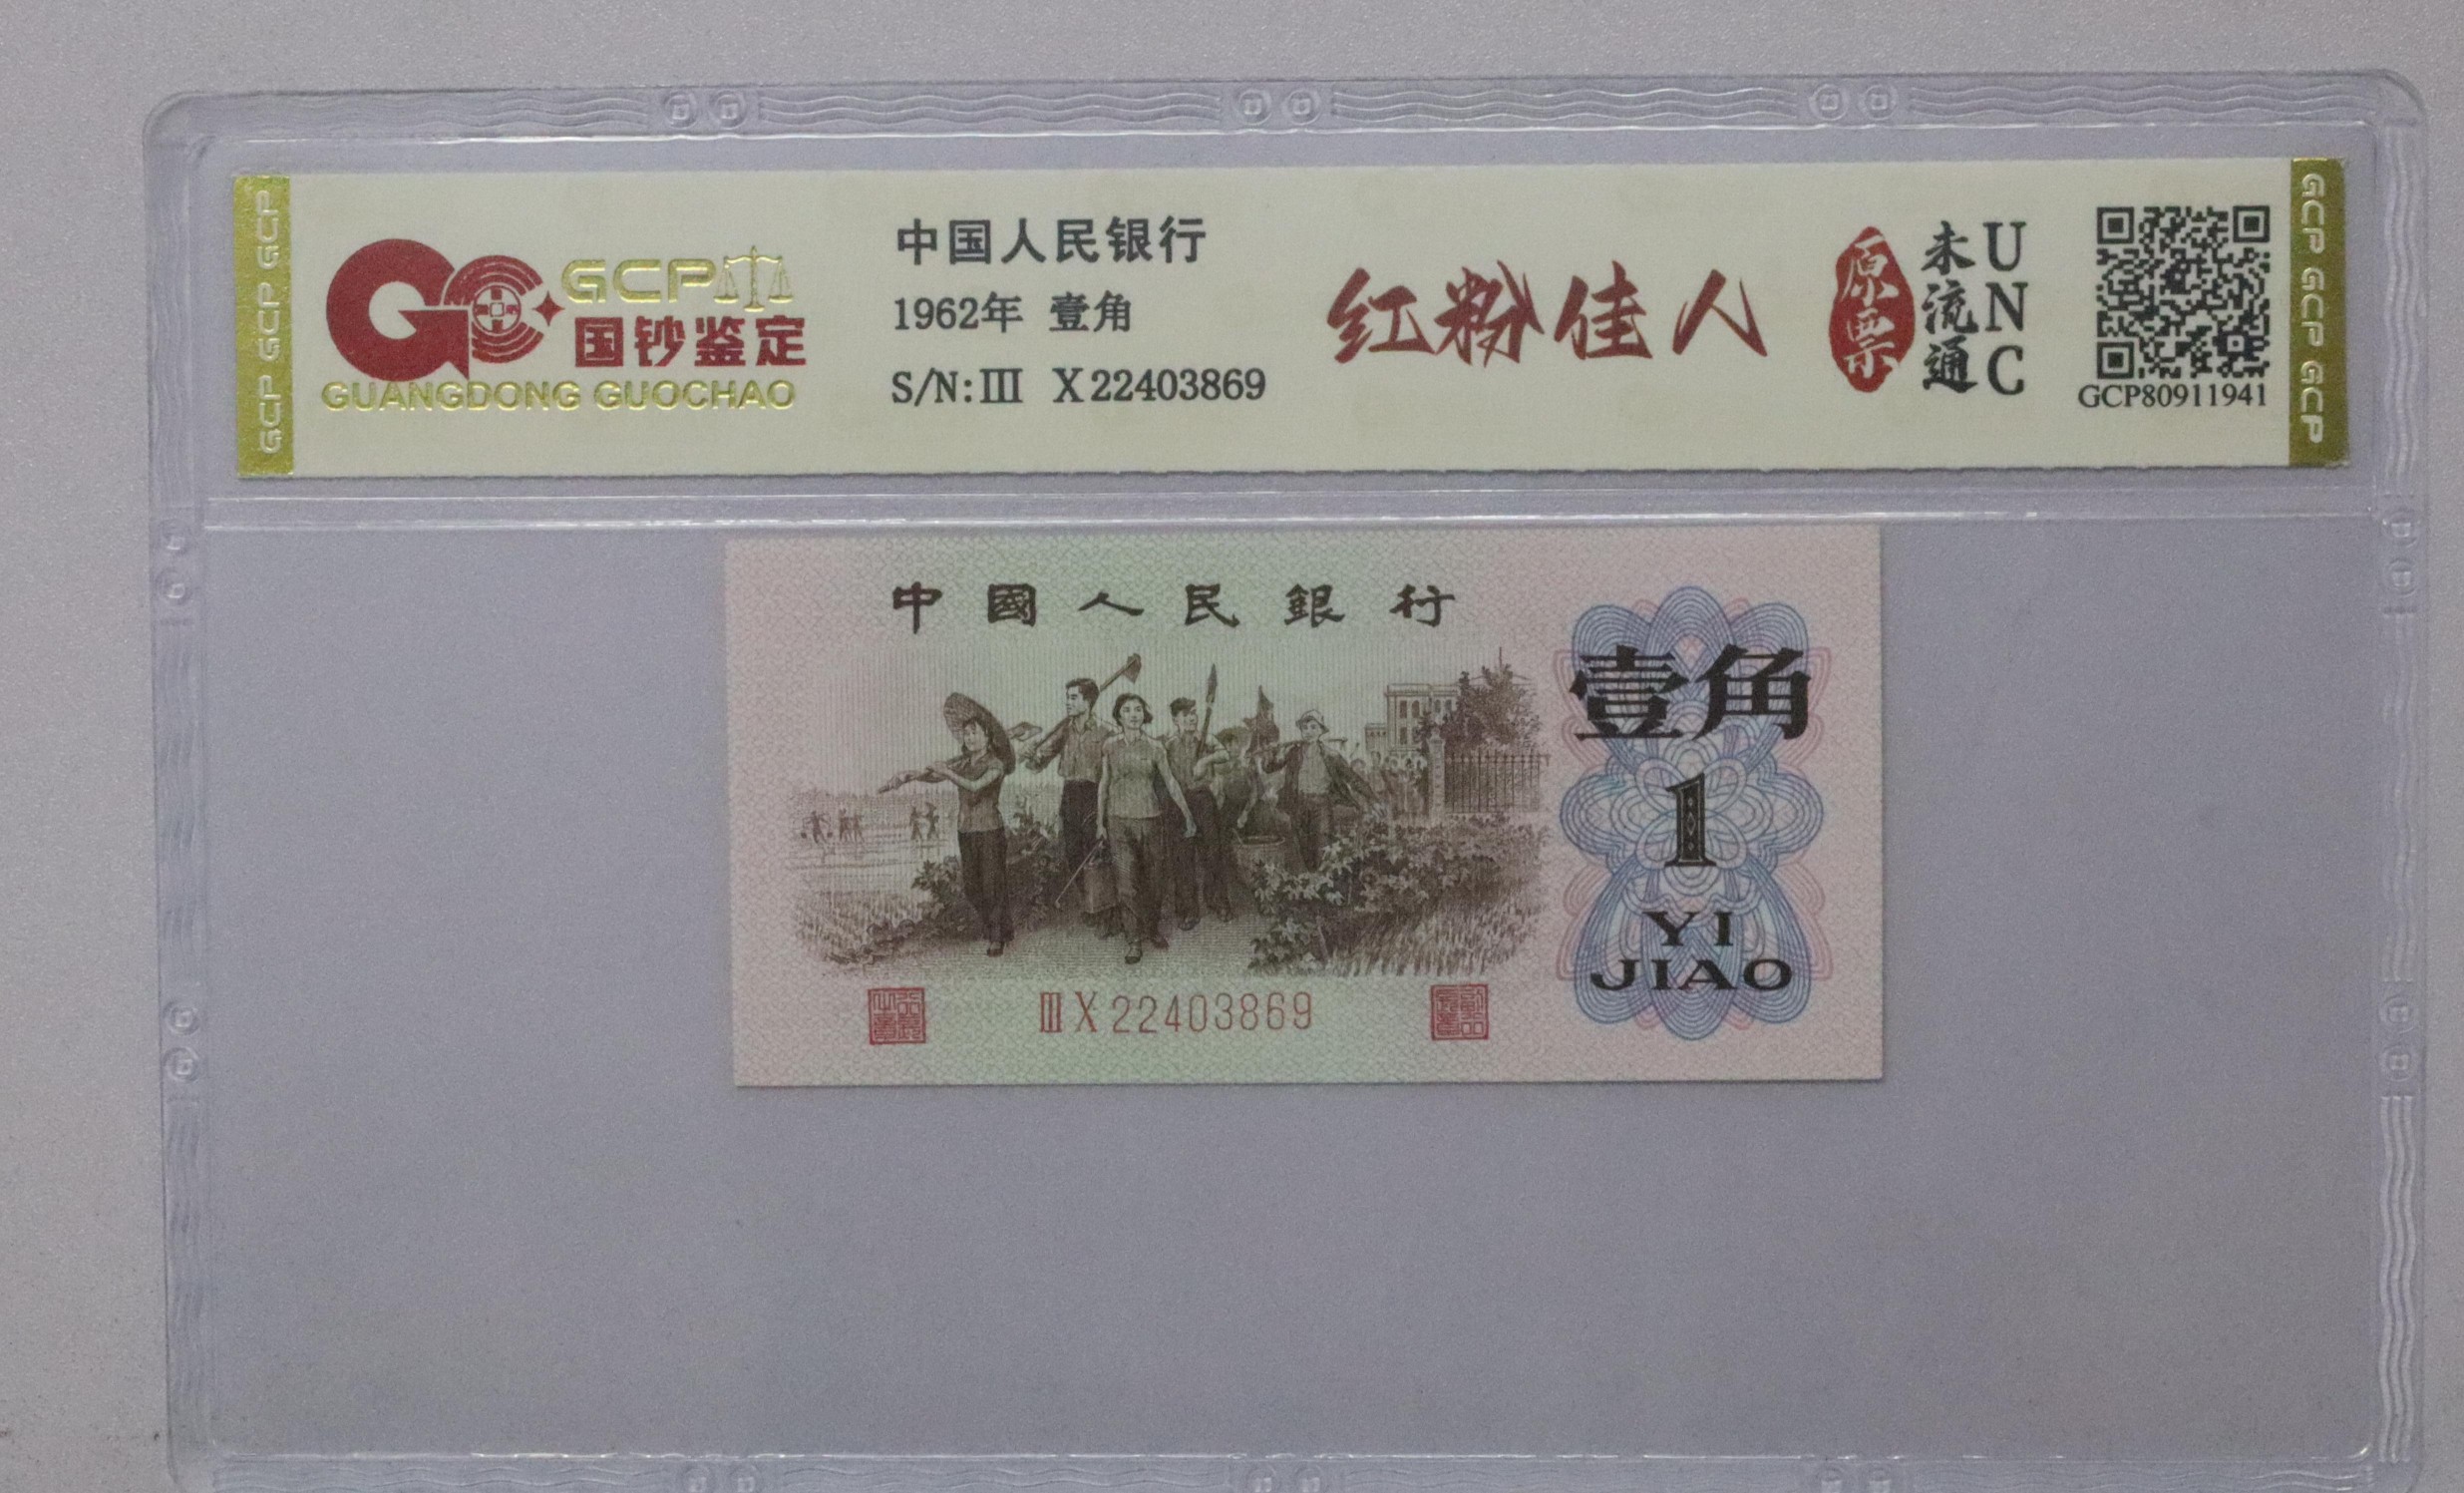 GCP GCP GCP
GCP
国钞鉴定
GUANGDONG GUOCHAO
中国人民银行
1962年 壹角
S/N:III X22403869
红粉佳人
原票
未流通
UNC
GCP80911941
GCP GCP GCP
中國人民銀行
壹角
1
YI
JIAO
III X 22403869